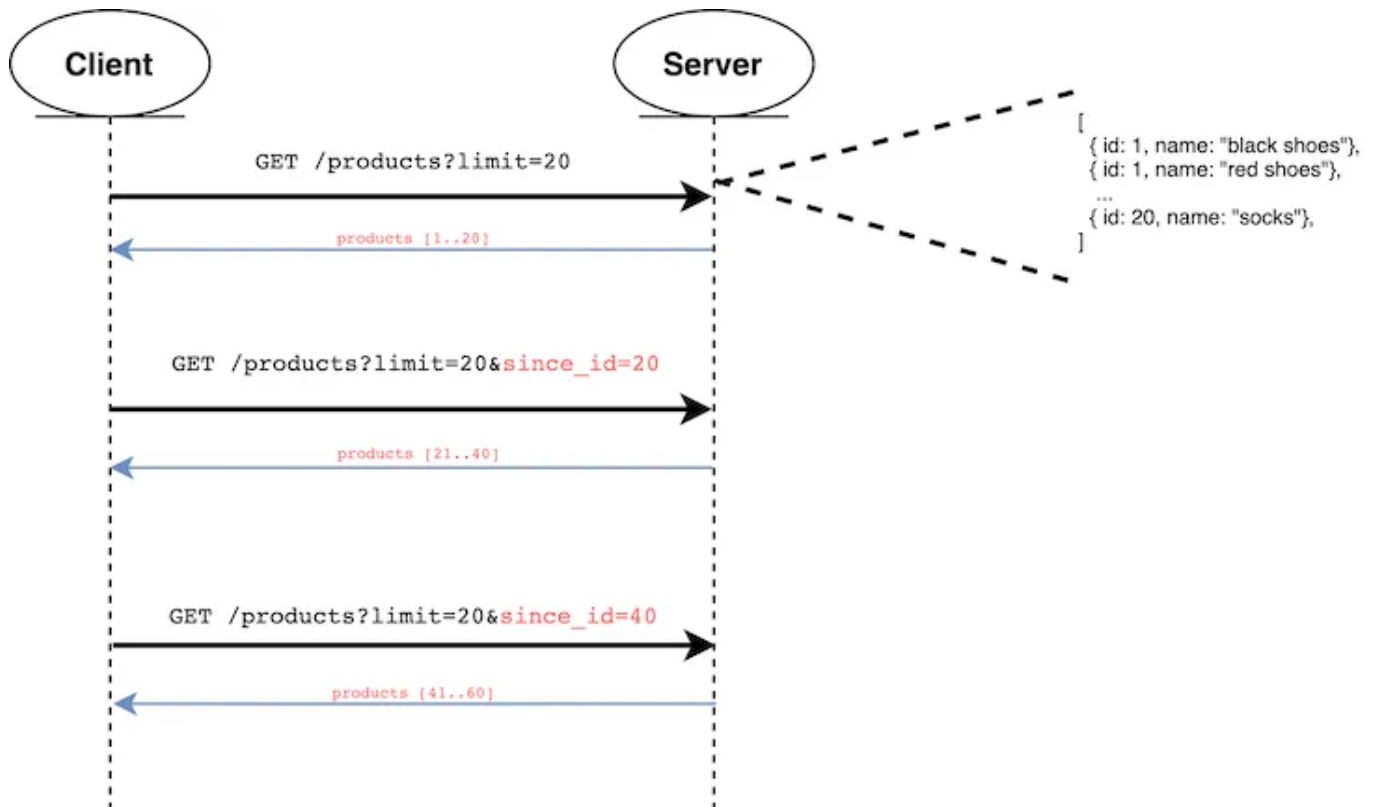 Client
Server
GET /products?limit=20
[
{ id: 1, name: "black shoes"},
{ id: 1, name: "red shoes"},
...
{ id: 20, name: "socks"},
]
products [1..20]
GET /products?limit=20&since_id=20
products [21..40]
GET /products?limit=20&since_id=40
products [41..60]